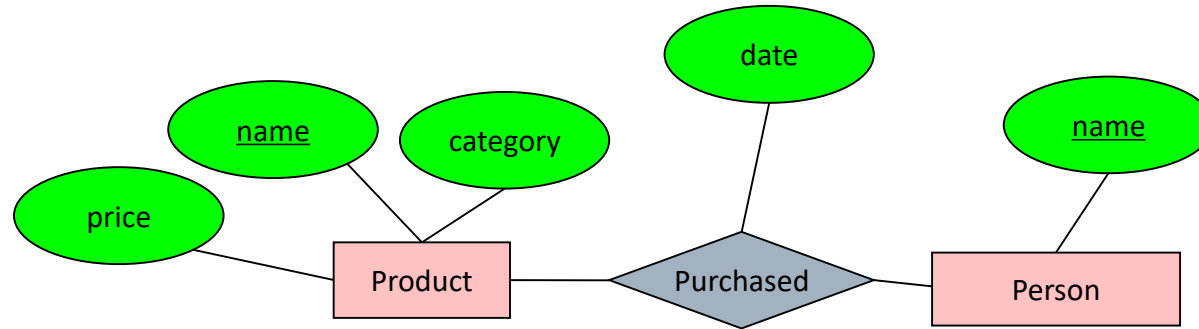 date
name
category
name
price
Product
Purchased
Person